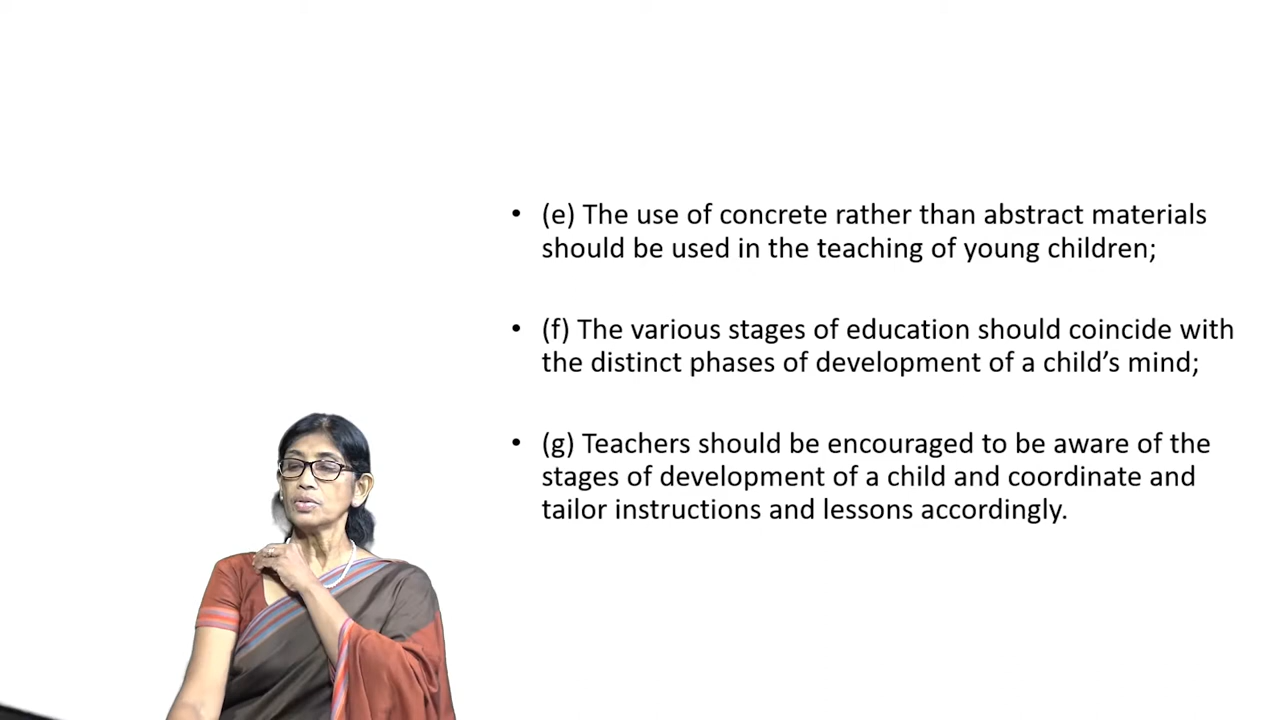 • (e) The use of concrete rather than abstract materials
should be used in the teaching of young children;
• (f) The various stages of education should coincide with
the distinct phases of development of a child’s mind;
• (g) Teachers should be encouraged to be aware of the
stages of development of a child and coordinate and
tailor instructions and lessons accordingly.